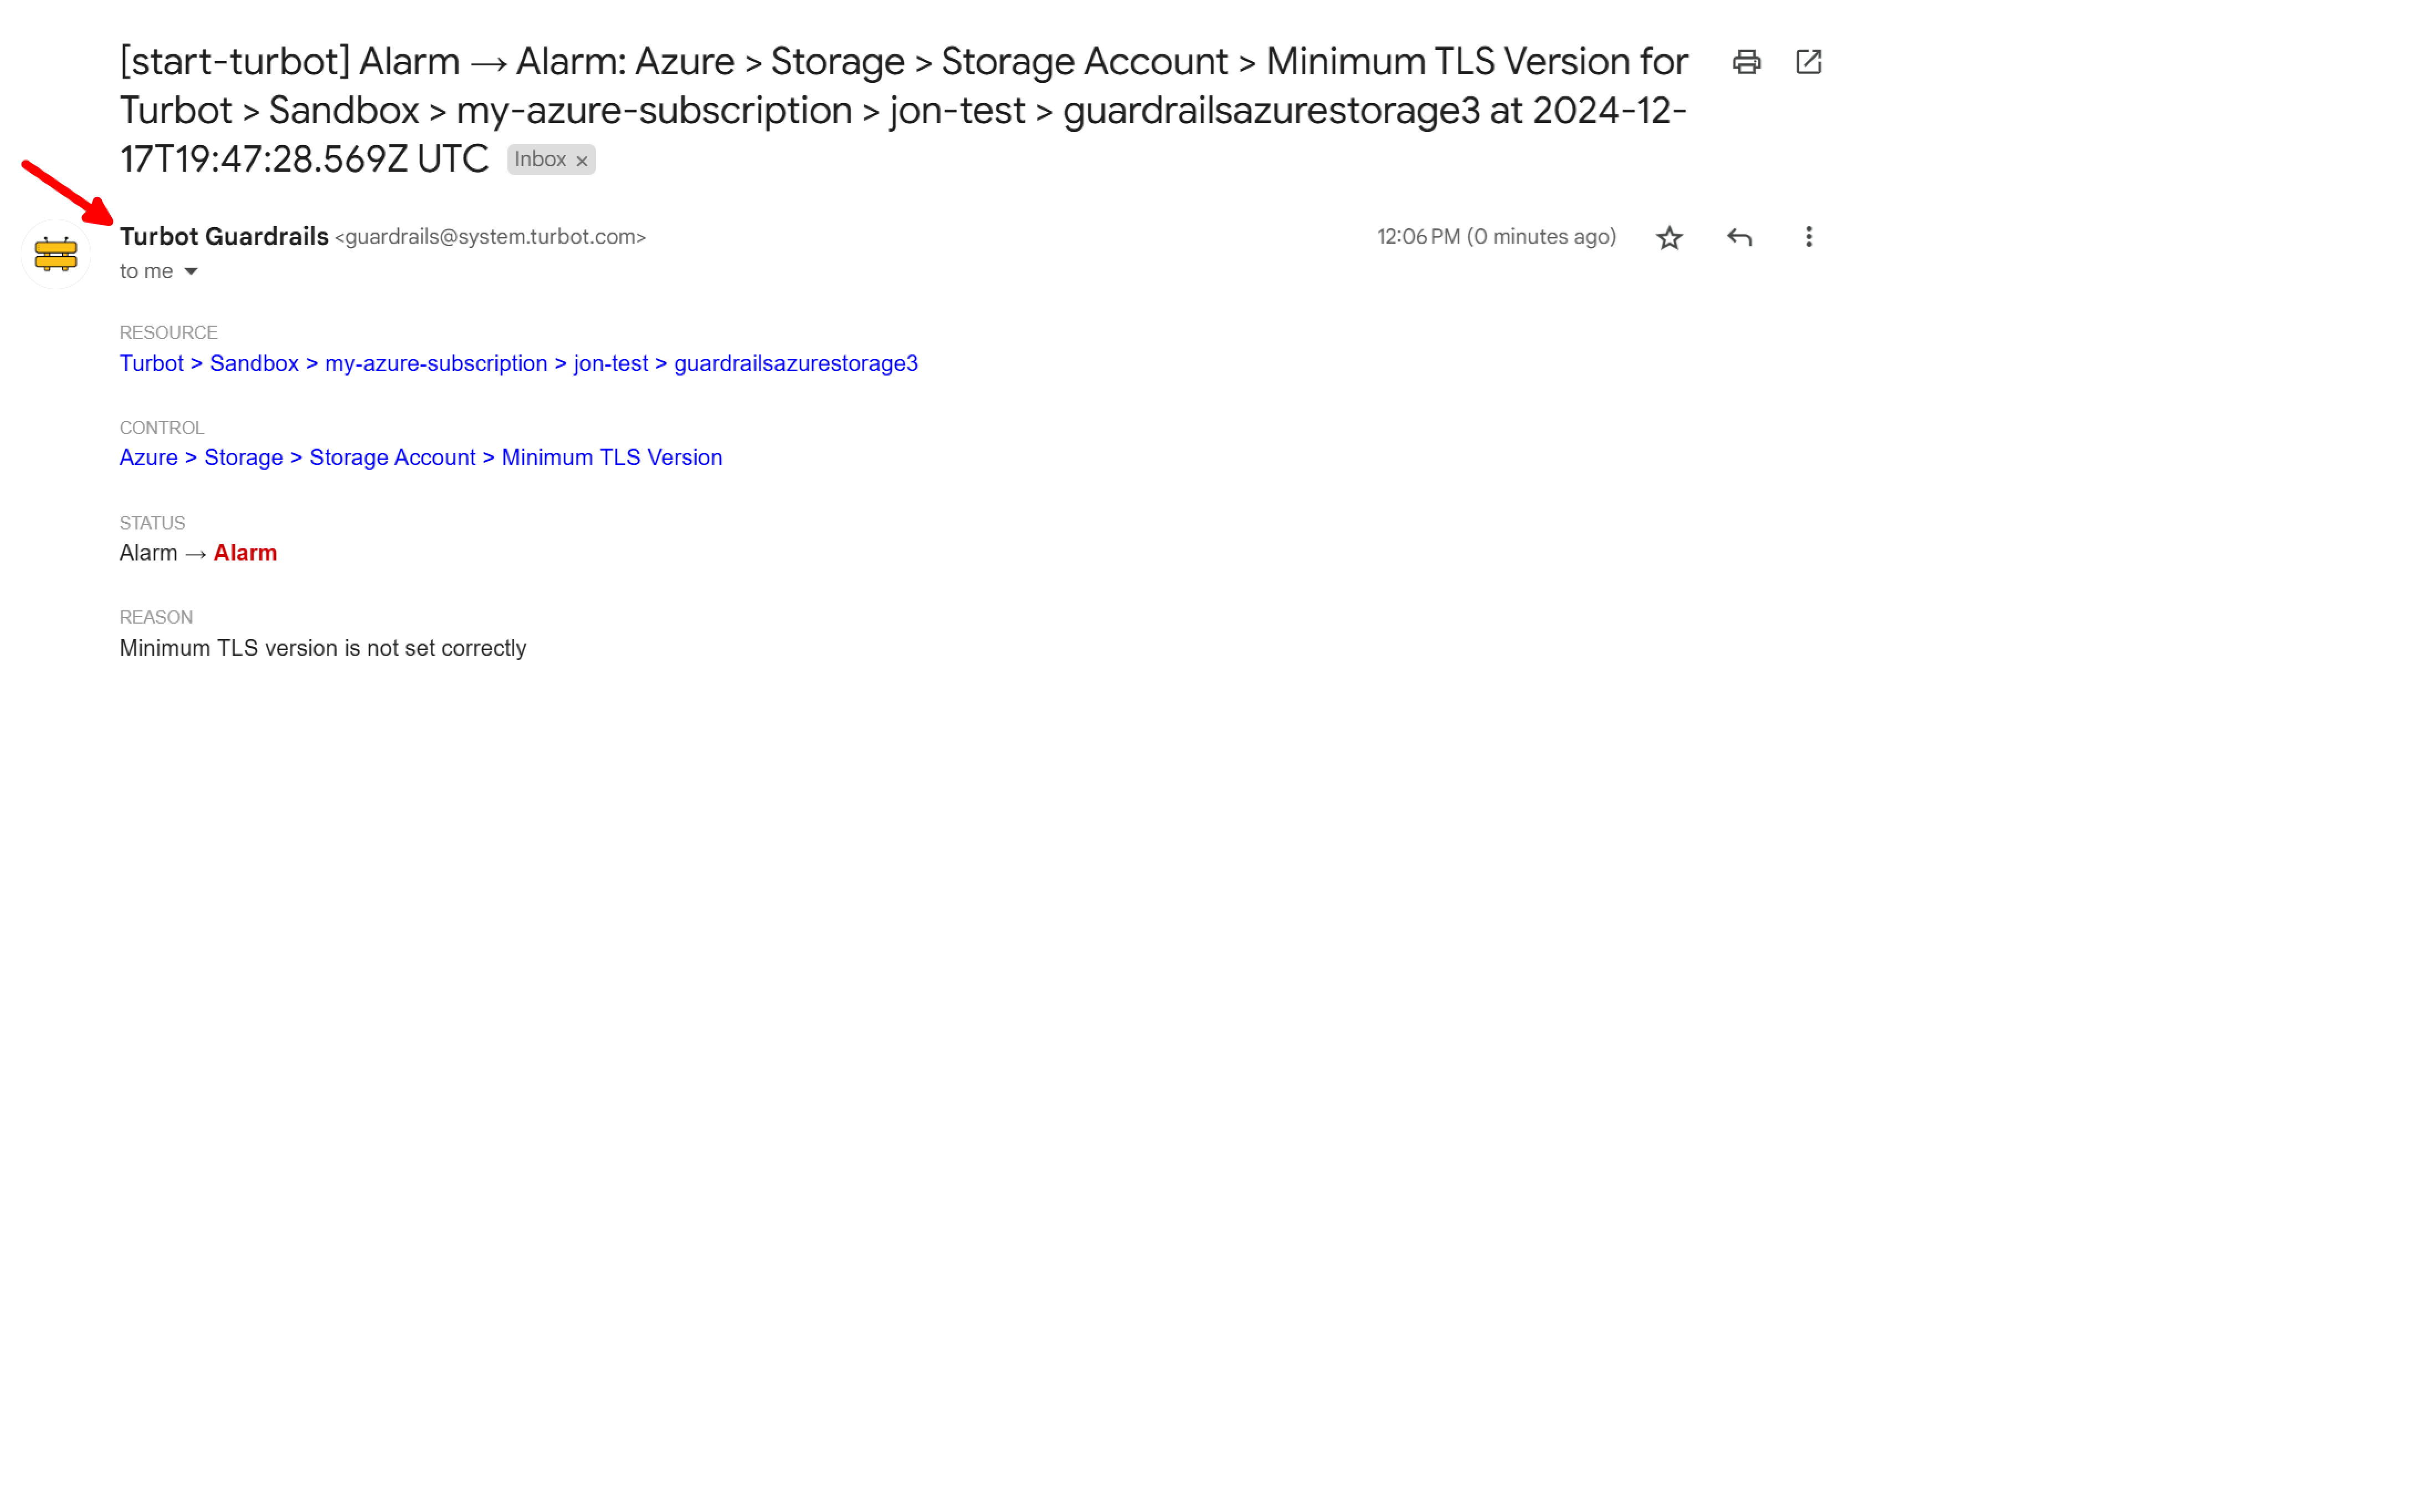 [start-turbot] Alarm → Alarm: Azure > Storage > Storage Account > Minimum TLS Version for
Turbot > Sandbox > my-azure-subscription > jon-test > guardrailsazurestorage3 at 2024-12-
17T19:47:28.569Z UTC Inbox ×
Turbot Guardrails <guardrails@system.turbot.com> 12:06 PM (0 minutes ago)
to me
RESOURCE
Turbot > Sandbox > my-azure-subscription > jon-test > guardrailsazurestorage3
CONTROL
Azure > Storage > Storage Account > Minimum TLS Version
STATUS
Alarm → Alarm
REASON
Minimum TLS version is not set correctly